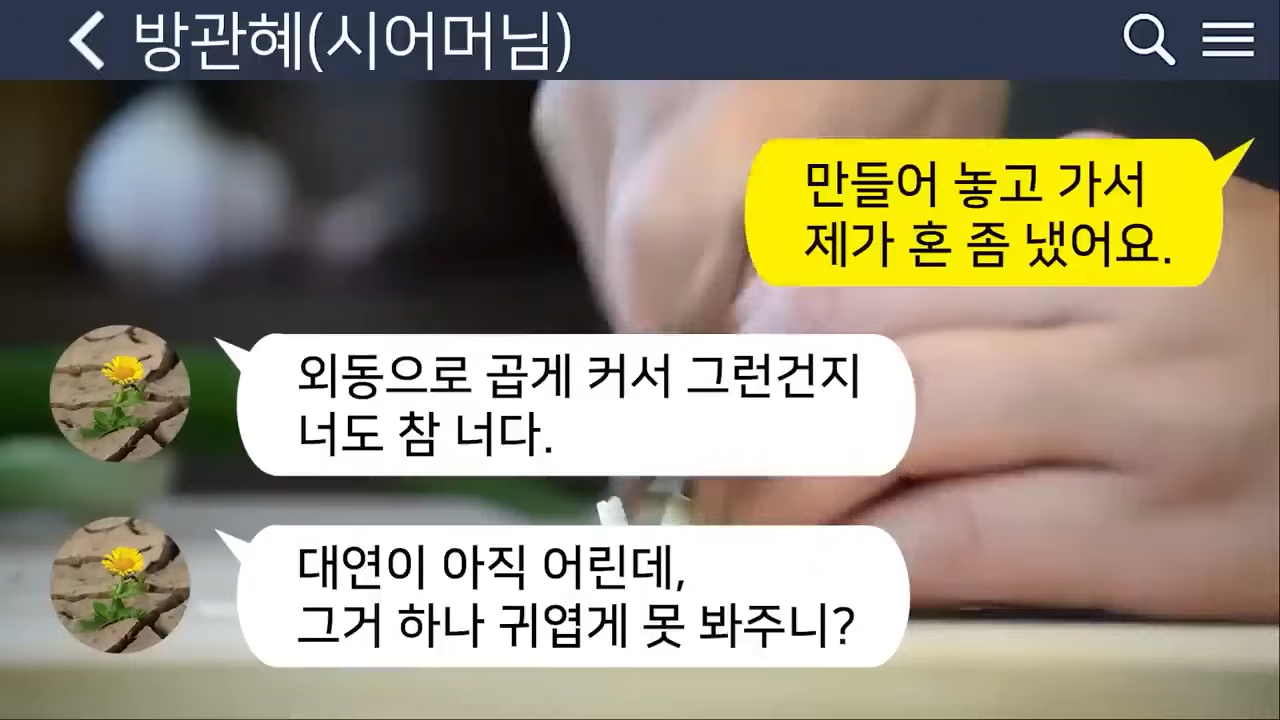 방관혜(시어머님)
만들어 놓고 가서
제가 혼 좀 냈어요.
외동으로 곱게 커서 그런건지
너도 참 너다.
대연이 아직 어린데,
그거 하나 귀엽게 못 봐주니?